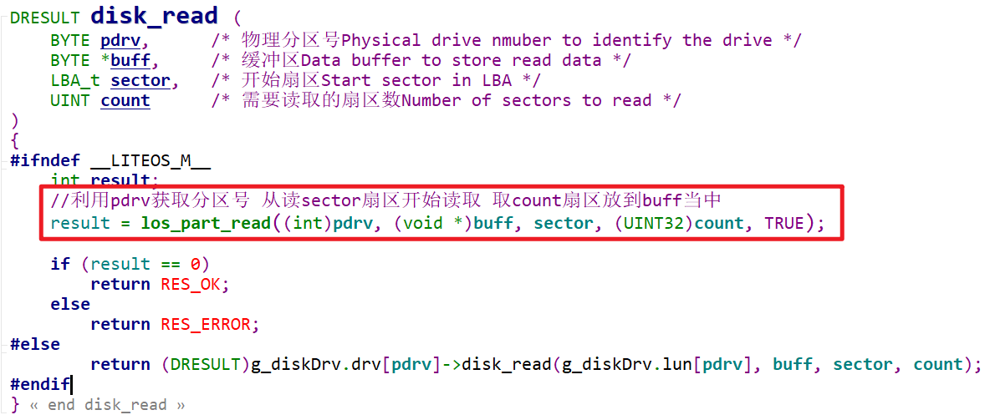 DRESULT disk_read (
BYTE pdrv, /* 物理分区号Physical drive nmuber to identify the drive */
BYTE *buff, /* 缓冲区Data buffer to store read data */
LBA_t sector, /* 开始扇区Start sector in LBA */
UINT count /* 需要读取的扇区数Number of sectors to read */
)
{
#ifndef __LITEOS_M__
int result;
//利用pdrv获取分区号 从读sector扇区开始读取 取count扇区放到buff当中
result = los_part_read((int)pdrv, (void *)buff, sector, (UINT32)count, TRUE);
if (result == 0)
return RES_OK;
else
return RES_ERROR;
#else
return (DRESULT)g_diskDrv.drv[pdrv]->disk_read(g_diskDrv.lun[pdrv], buff, sector, count);
#endif
} « end disk_read »